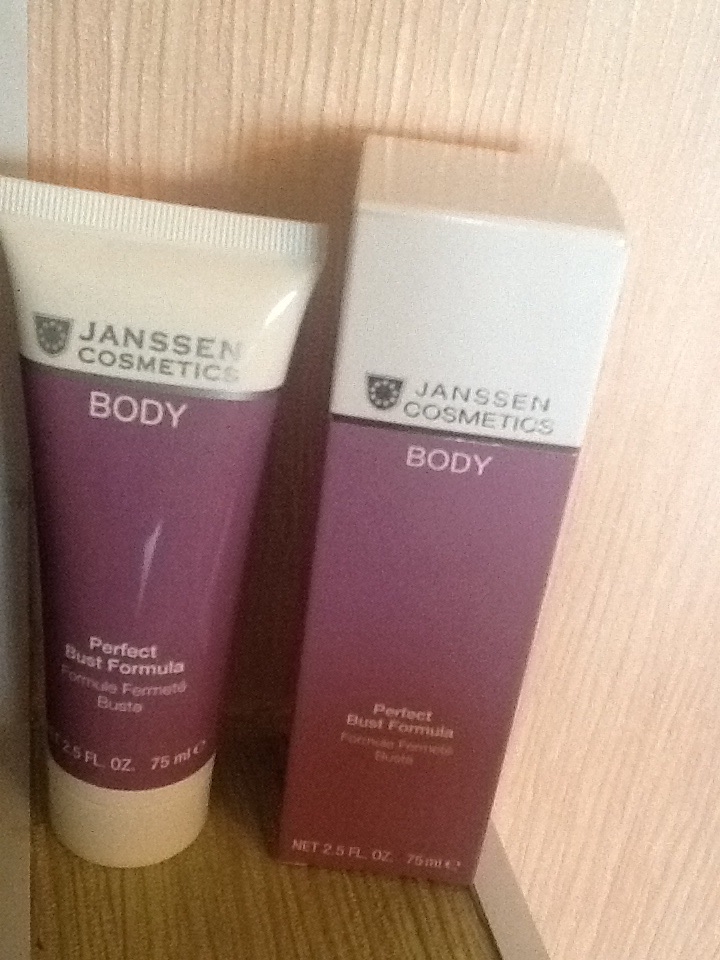 JANSSEN
COSMETICS
BODY
Perfect
Bust Formula
Formule Fermeté
Buste
2.5 FL. OZ. 75 ml e
JANSSEN
COSMETICS
BODY
Perfect
Bust Formula
Formule Fermeté
Buste
NET 2.5 FL. OZ. 75 ml e